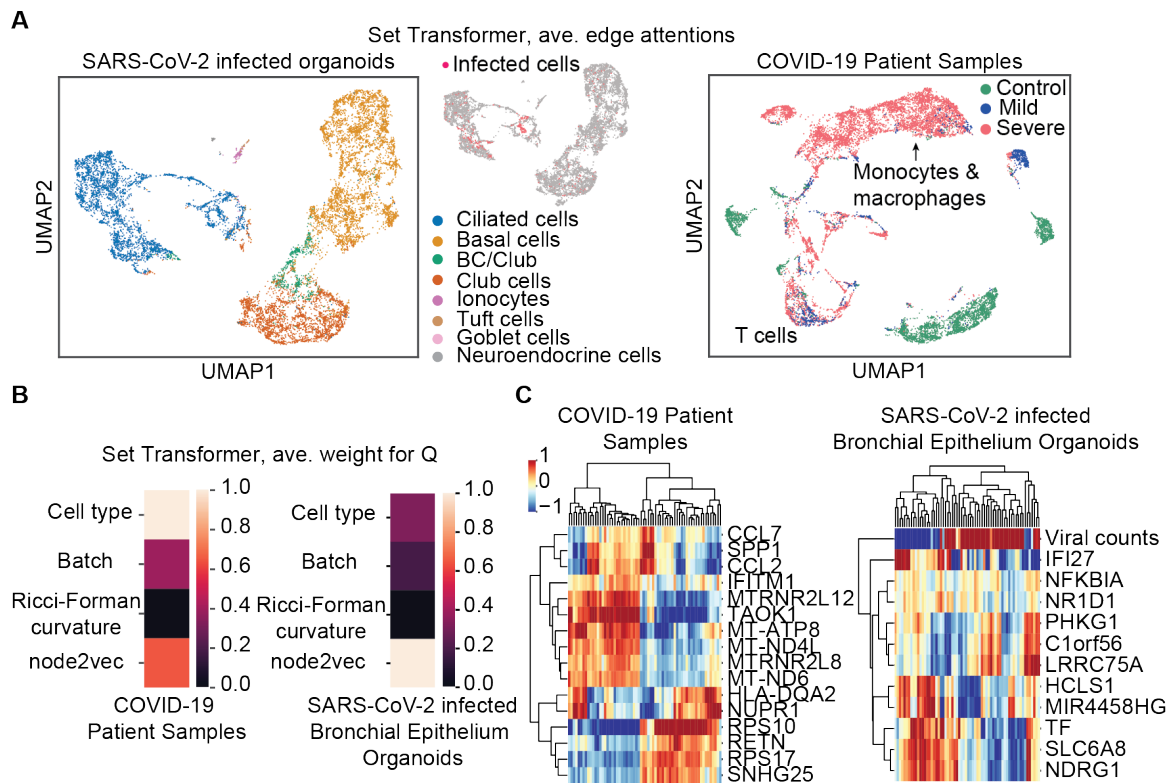 A
Set Transformer, ave. edge attentions
SARS-CoV-2 infected organoids
Infected cells
COVID-19 Patient Samples
Control
Mild
Severe
Monocytes &
macrophages
T cells
UMAP2
UMAP1
Ciliated cells
Basal cells
BC/Club
Club cells
Ionocytes
Tuft cells
Goblet cells
Neuroendocrine cells
UMAP2
UMAP1
B
Set Transformer, ave. weight for Q
Cell type
Batch
Ricci-Forman
curvature
node2vec
1.0
0.8
0.6
0.4
0.2
0.0
COVID-19
Patient Samples
Cell type
Batch
Ricci-Forman
curvature
node2vec
1.0
0.8
0.6
0.4
0.2
0.0
SARS-CoV-2 infected
Bronchial Epithelium
Organoids
C
COVID-19 Patient
Samples
1
0
−1
CCL7
SPP1
CCL2
IFITM1
MTRNR2L12
TAOK1
MT-ATP8
MT-ND4L
MTRNR2L8
MT-ND6
HLA-DQA2
NUPR1
RPS10
RETN
RPS17
SNHG25
SARS-CoV-2 infected
Bronchial Epithelium Organoids
Viral counts
IFI27
NFKBIA
NR1D1
PHKG1
C1orf56
LRRC75A
HCLS1
MIR4458HG
TF
SLC6A8
NDRG1